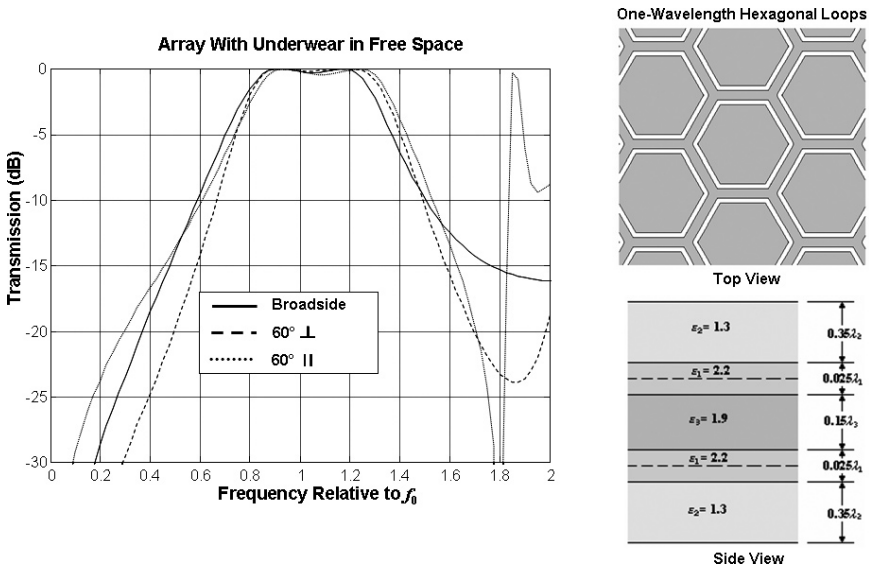 Array With Underwear in Free Space
Transmission (dB)
0
-5
-10
-15
-20
-25
-30
0
0.2
0.4
0.6
0.8
1
1.2
1.4
1.6
1.8
2
Frequency Relative to f₀
Broadside
60° ⊥
60° ||
One-Wavelength Hexagonal Loops
Top View
ε₂= 1.3
0.35λ₂
ε₁= 2.2
0.025λ₁
ε₃= 1.9
0.15λ₃
ε₁= 2.2
0.025λ₁
ε₂= 1.3
0.35λ₂
Side View